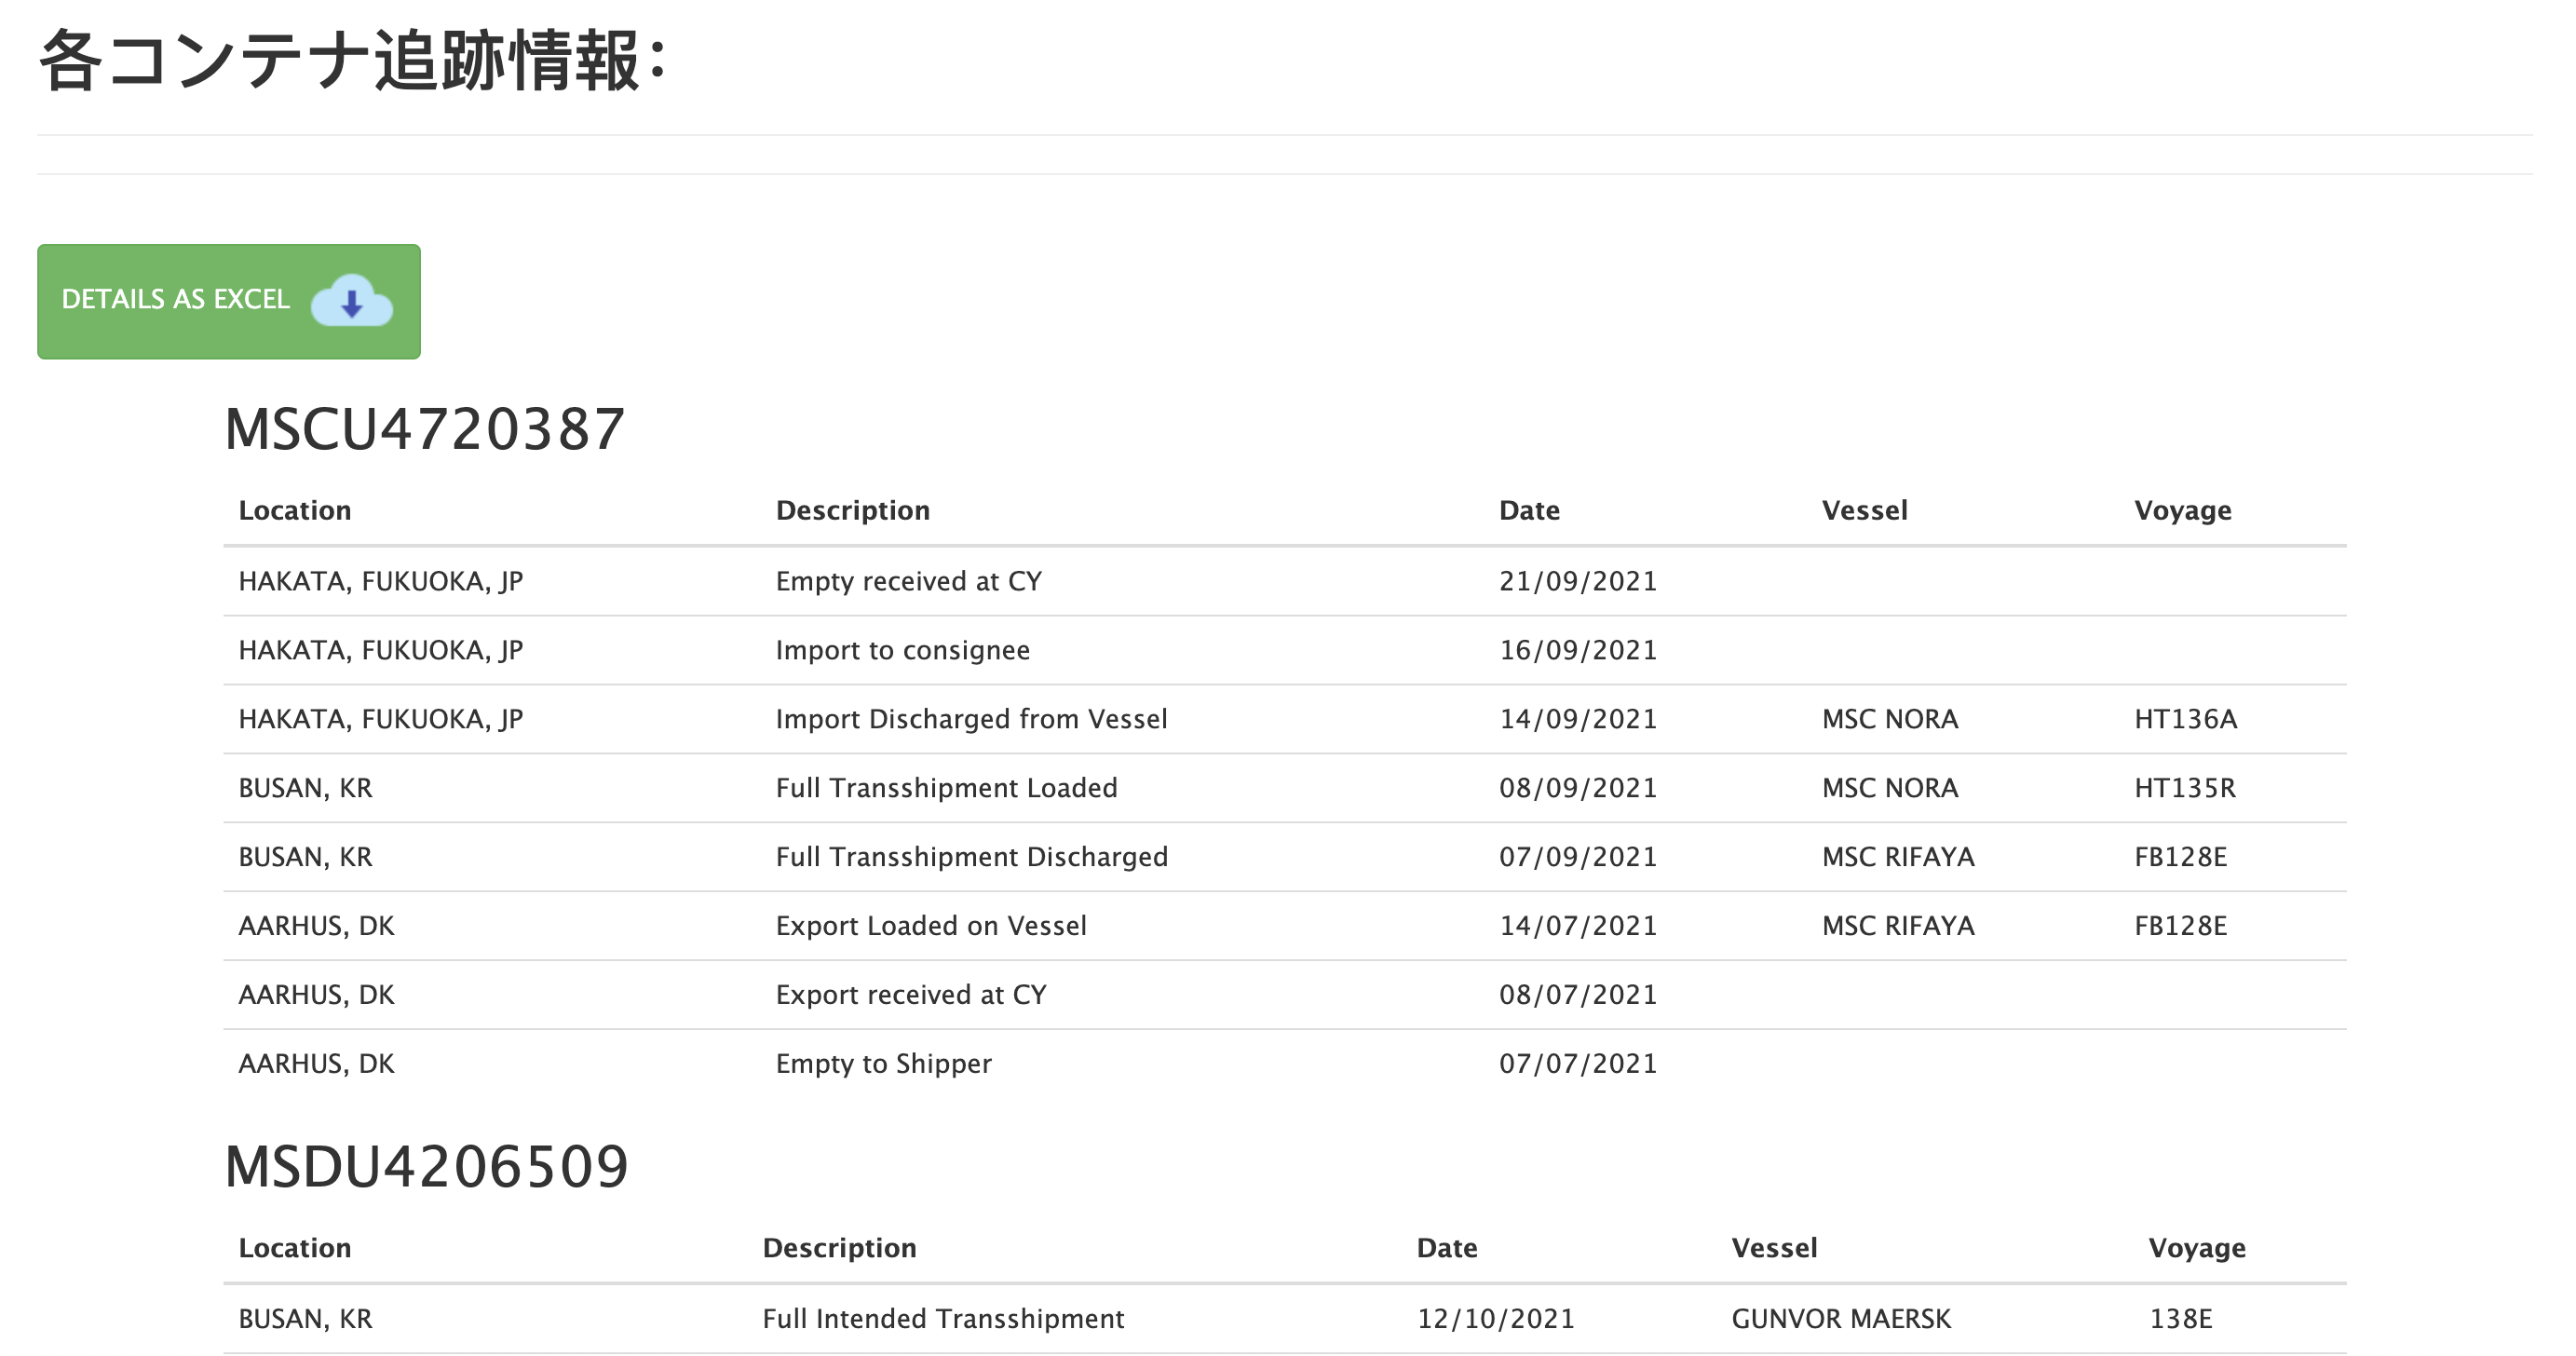 各コンテナ追跡情報：
DETAILS AS EXCEL
MSCU4720387
Location Description Date Vessel Voyage
HAKATA, FUKUOKA, JP Empty received at CY 21/09/2021
HAKATA, FUKUOKA, JP Import to consignee 16/09/2021
HAKATA, FUKUOKA, JP Import Discharged from Vessel 14/09/2021 MSC NORA HT136A
BUSAN, KR Full Transshipment Loaded 08/09/2021 MSC NORA HT135R
BUSAN, KR Full Transshipment Discharged 07/09/2021 MSC RIFAYA FB128E
AARHUS, DK Export Loaded on Vessel 14/07/2021 MSC RIFAYA FB128E
AARHUS, DK Export received at CY 08/07/2021
AARHUS, DK Empty to Shipper 07/07/2021
MSDU4206509
Location Description Date Vessel Voyage
BUSAN, KR Full Intended Transshipment 12/10/2021 GUNVOR MAERSK 138E